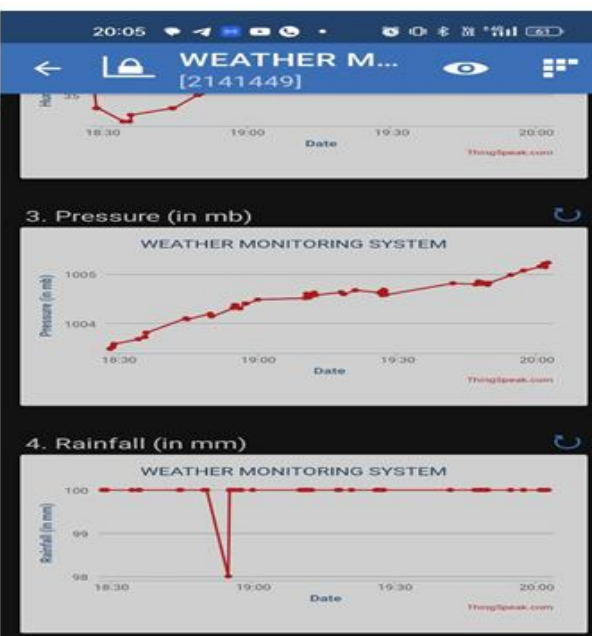 20:05
63
WEATHER M...
[2141449]
35
18:30 19:00 19:30 20:00
Date
ThingSpeak.com
3. Pressure (in mb)
WEATHER MONITORING SYSTEM
Pressure (in mb)
1005
1004
18:30 19:00 19:30 20:00
Date
ThingSpeak.com
4. Rainfall (in mm)
WEATHER MONITORING SYSTEM
Rainfall (in mm)
100
99
98
18:30 19:00 19:30 20:00
Date
ThingSpeak.com